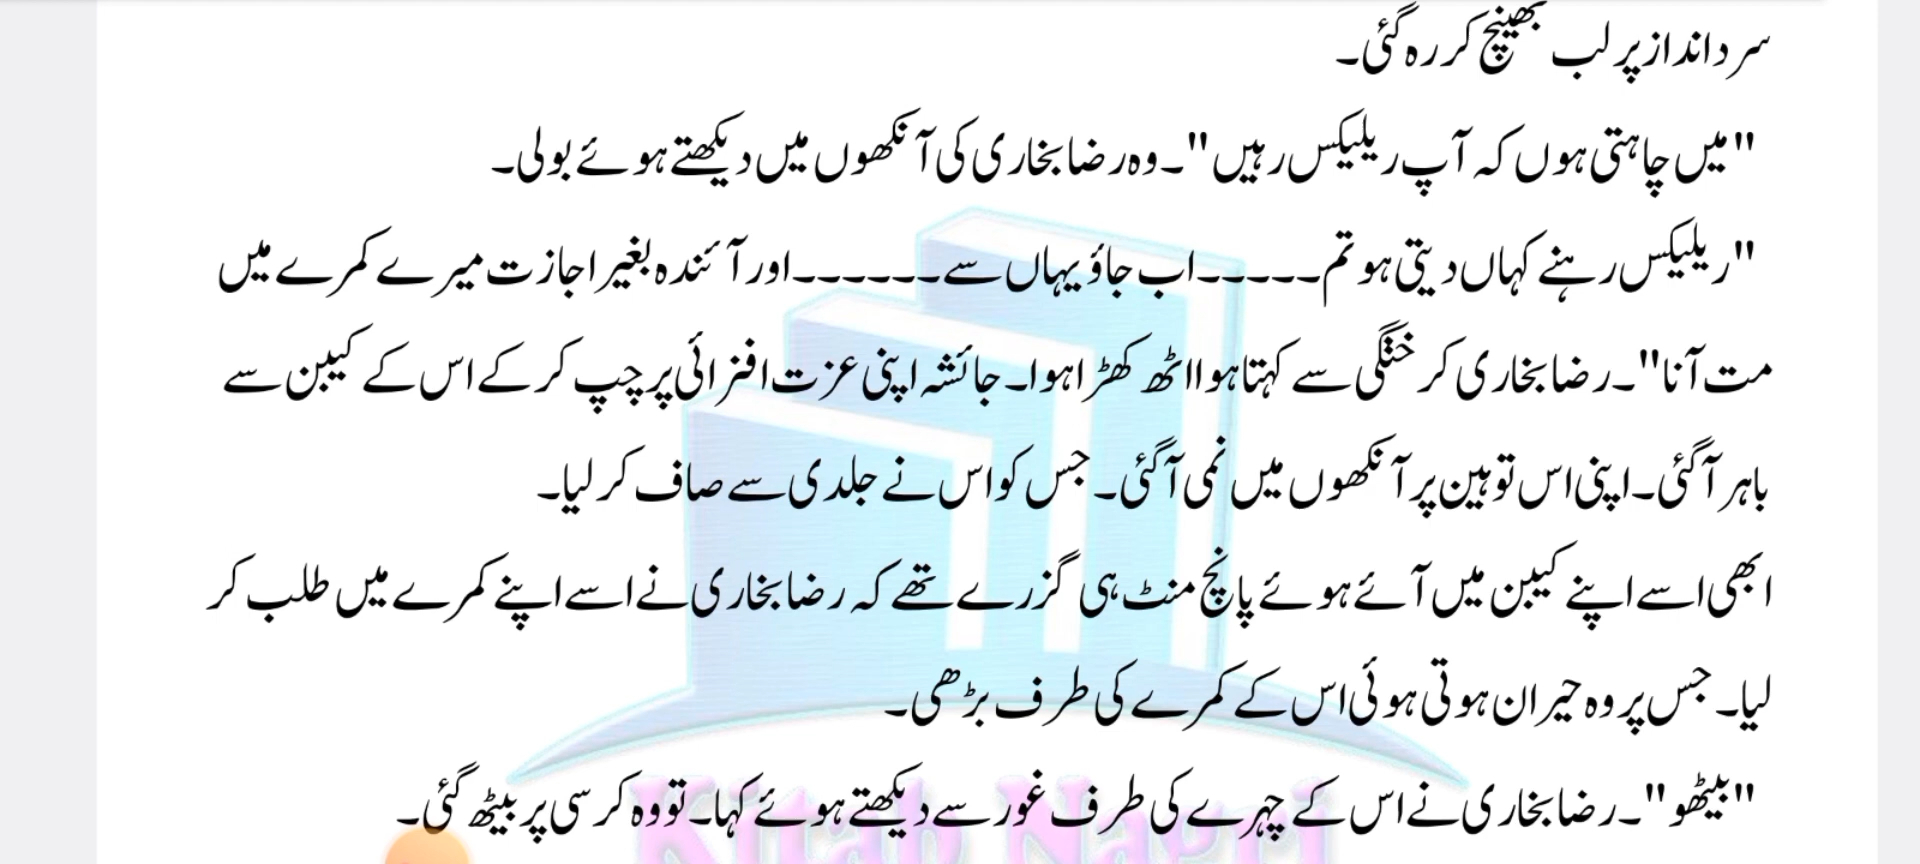 سرد انداز پر لب بھینچ کر رہ گئی۔
"میں چاہتی ہوں کہ آپ ریلیکس رہیں"۔ وہ رضا بخاری کی آنکھوں میں دیکھتے ہوئے بولی۔
"ریلیکس رہنے کہاں دیتی ہو تم۔۔۔۔۔اب جاؤ یہاں سے۔۔۔۔۔۔اور آئندہ بغیر اجازت میرے کمرے میں
مت آنا"۔ رضا بخاری کر ختگی سے کہتا ہوا اٹھ کھڑا ہوا۔ جائشہ اپنی عزت افزائی پر چپ کر کے اس کے کیبن سے
باہر آ گئی۔ اپنی اس توہین پر آنکھوں میں نمی آ گئی۔ جس کو اس نے جلدی سے صاف کر لیا۔
ابھی اسے اپنے کیبن میں آئے ہوئے پانچ منٹ ہی گزرے تھے کہ رضا بخاری نے اسے اپنے کمرے میں طلب کر
لیا۔ جس پر وہ حیران ہوتی ہوئی اس کے کمرے کی طرف بڑھی۔
"بیٹھو"۔ رضا بخاری نے اس کے چہرے کی طرف غور سے دیکھتے ہوئے کہا۔ تو وہ کرسی پر بیٹھ گئی۔
Kitab Nagri